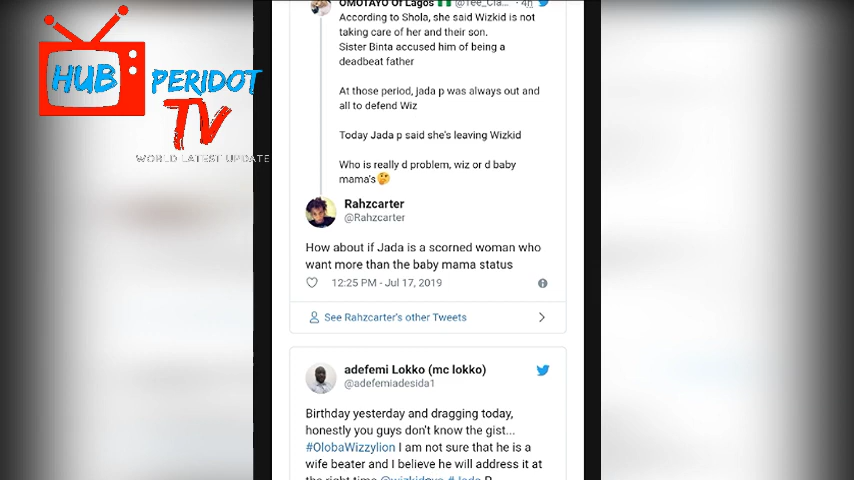 HUB
PERIDOT
TV
WORLD LATEST UPDATE
OMOTAYO Of Lagos
4h
According to Shola, she said Wizkid is not
taking care of her and their son.
Sister Binta accused him of being a
deadbeat father
At those period, jada p was always out and
all to defend Wiz
Today Jada p said she's leaving Wizkid
Who is really d problem, wiz or d baby
mama's🤔
Rahzcarter
@Rahzcarter
How about if Jada is a scorned woman who
want more than the baby mama status
12:25 PM - Jul 17, 2019
See Rahzcarter's other Tweets
adefemi Lokko (mc lokko)
@adefemiadesida1
Birthday yesterday and dragging today,
honestly you guys don't know the gist...
#OlobaWizzylion I am not sure that he is a
wife beater and I believe he will address it at
the right time @wizkidayo #Jada P